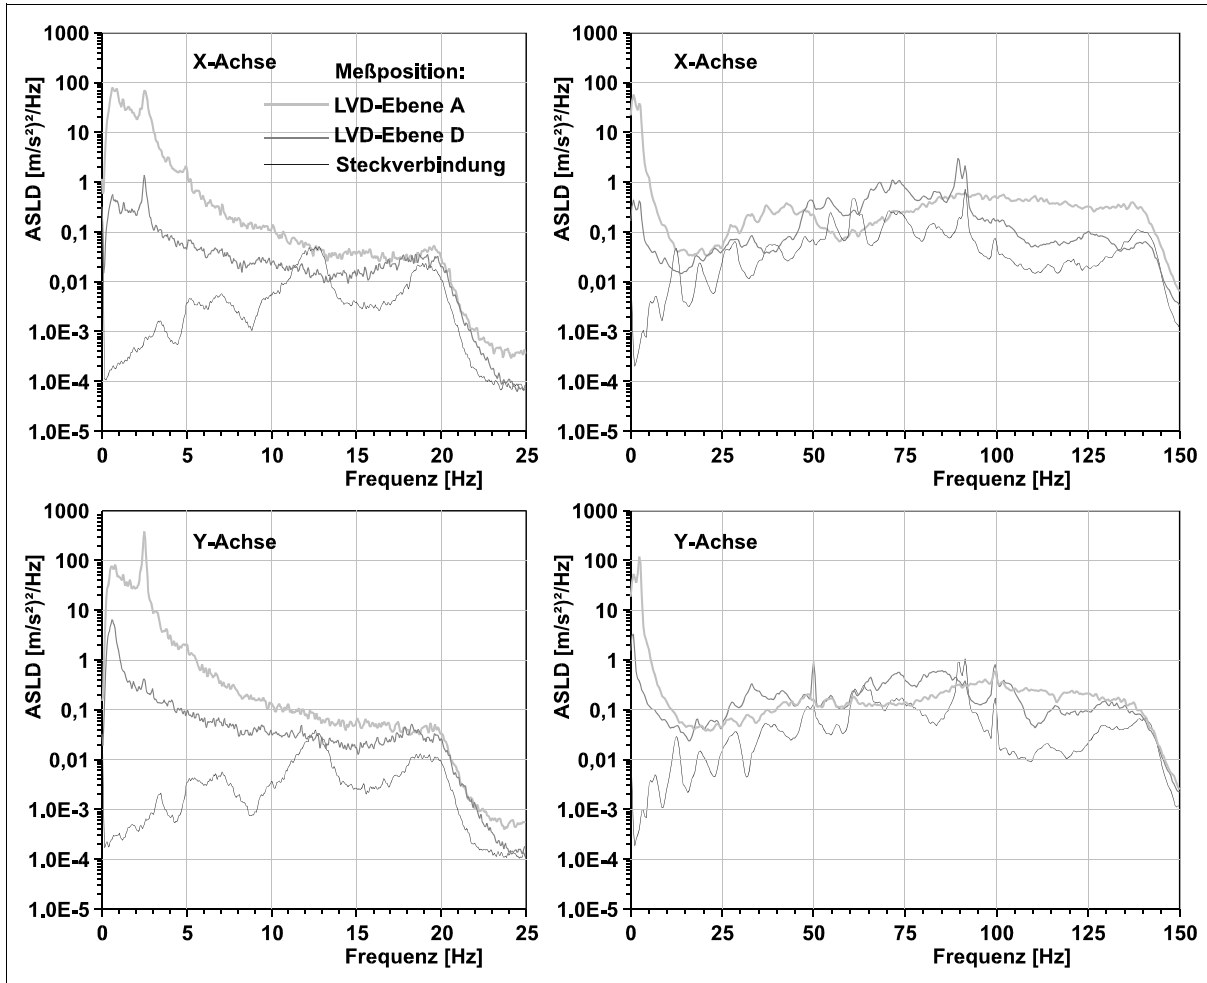 X-Achse
Meßposition:
LVD-Ebene A
LVD-Ebene D
Steckverbindung
ASLD [m/s²)²/Hz]
1000
100
10
1
0,1
0,01
1.0E-3
1.0E-4
1.0E-5
0 5 10 15 20 25
Frequenz [Hz]
X-Achse
ASLD [m/s²)²/Hz]
1000
100
10
1
0,1
0,01
1.0E-3
1.0E-4
1.0E-5
0 25 50 75 100 125 150
Frequenz [Hz]
Y-Achse
ASLD [m/s²)²/Hz]
1000
100
10
1
0,1
0,01
1.0E-3
1.0E-4
1.0E-5
0 5 10 15 20 25
Frequenz [Hz]
Y-Achse
ASLD [m/s²)²/Hz]
1000
100
10
1
0,1
0,01
1.0E-3
1.0E-4
1.0E-5
0 25 50 75 100 125 150
Frequenz [Hz]